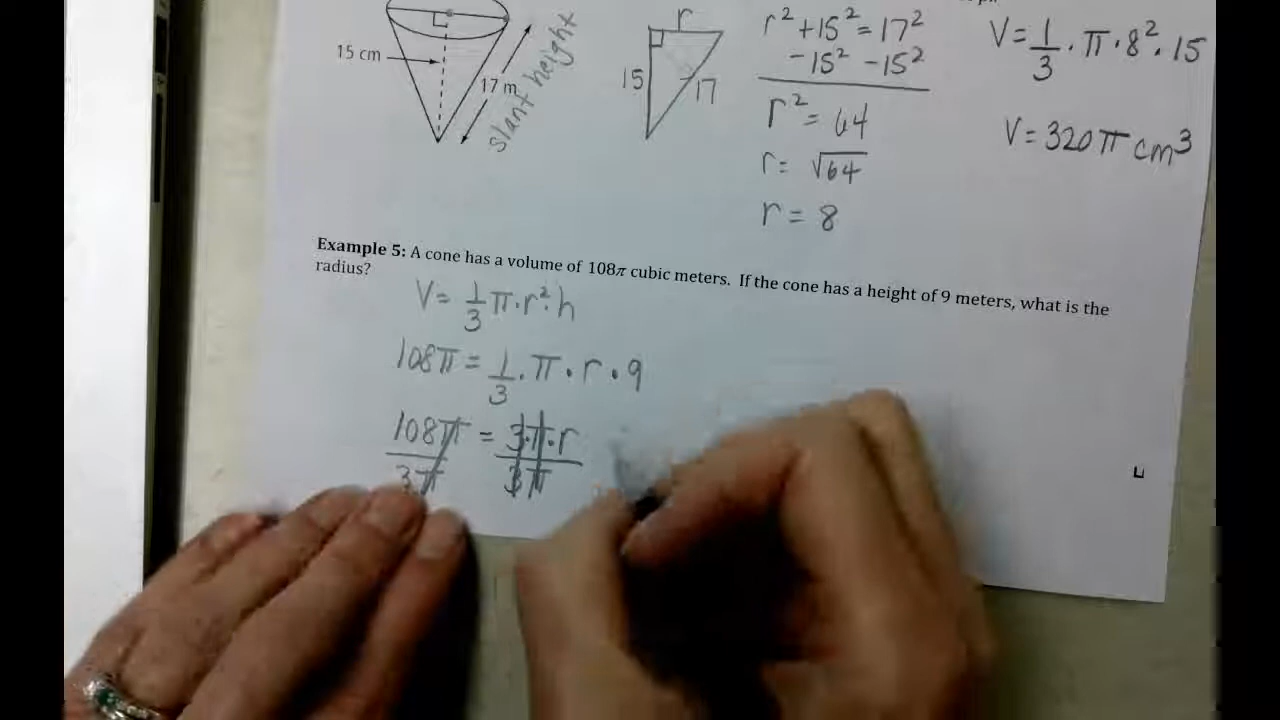 15 cm
17 m
slant height
r
15
17
r² + 15² = 17²
-15² -15²
r² = 64
r = √64
r = 8
V = 1/3 · π · 8² · 15
V = 320π cm³
Example 5: A cone has a volume of 108π cubic meters. If the cone has a height of 9 meters, what is the
radius?
V = 1/3 π · r² · h
108π = 1/3 · π · r · 9
108π = 3 · π · r
3π 3π